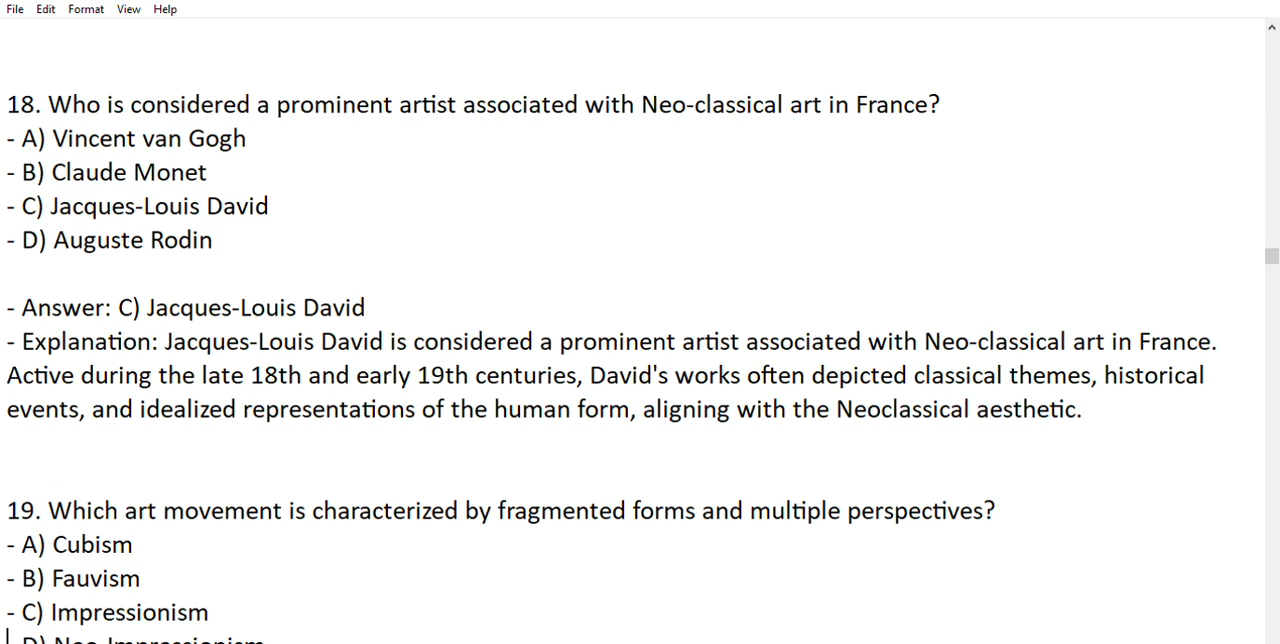 File Edit Format View Help
18. Who is considered a prominent artist associated with Neo-classical art in France?
- A) Vincent van Gogh
- B) Claude Monet
- C) Jacques-Louis David
- D) Auguste Rodin
- Answer: C) Jacques-Louis David
- Explanation: Jacques-Louis David is considered a prominent artist associated with Neo-classical art in France.
Active during the late 18th and early 19th centuries, David's works often depicted classical themes, historical
events, and idealized representations of the human form, aligning with the Neoclassical aesthetic.
19. Which art movement is characterized by fragmented forms and multiple perspectives?
- A) Cubism
- B) Fauvism
- C) Impressionism
D) Neo-Impressionism